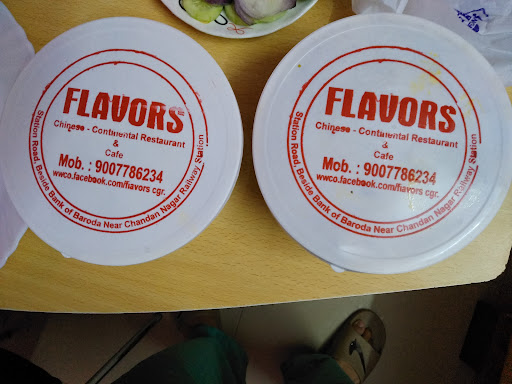 FLAVORS
Chinese - Continental Restaurant
&
Cafe
Mob. : 9007786234
wwco.facebook.com/flavors cgr.
Station Road, Beside Bank of Baroda Near Chandan Nagar Railway Station
FLAVORS
Chinese - Continental Restaurant
&
Cafe
Mob. : 9007786234
wwco.facebook.com/flavors cgr.
Station Road, Beside Bank of Baroda Near Chandan Nagar Railway Station